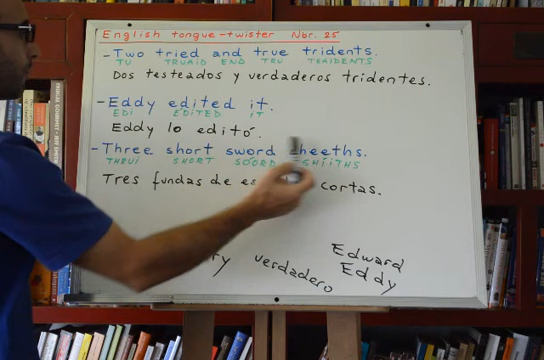 English tongue-twister Nbr. 25
- Two tried and true tridents.
TU TRUAID END TRU TRAIDENTS
Dos testeados y verdaderos tridentes.
- Eddy edited it.
EDI EDITED IT
Eddy lo editó.
- Three short sword sheeths.
THRUI SHORT SOORD SHIITHS
Tres fundas de es cortas.
verdadero
Edward
Eddy